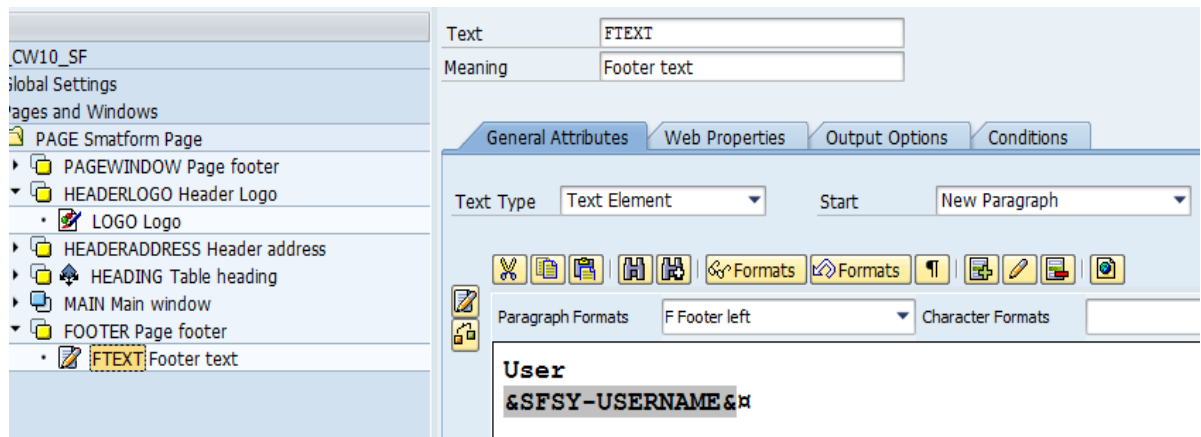 Text FTEXT
Meaning Footer text
_CW10_SF
Global Settings
Pages and Windows
PAGE Smatform Page
PAGEWINDOW Page footer
HEADERLOGO Header Logo
LOGO Logo
HEADERADDRESS Header address
HEADING Table heading
MAIN Main window
FOOTER Page footer
FTEXT Footer text
General Attributes Web Properties Output Options Conditions
Text Type Text Element Start New Paragraph
Formats Formats ¶
Paragraph Formats F Footer left Character Formats
User
&SFSY-USERNAME&¤